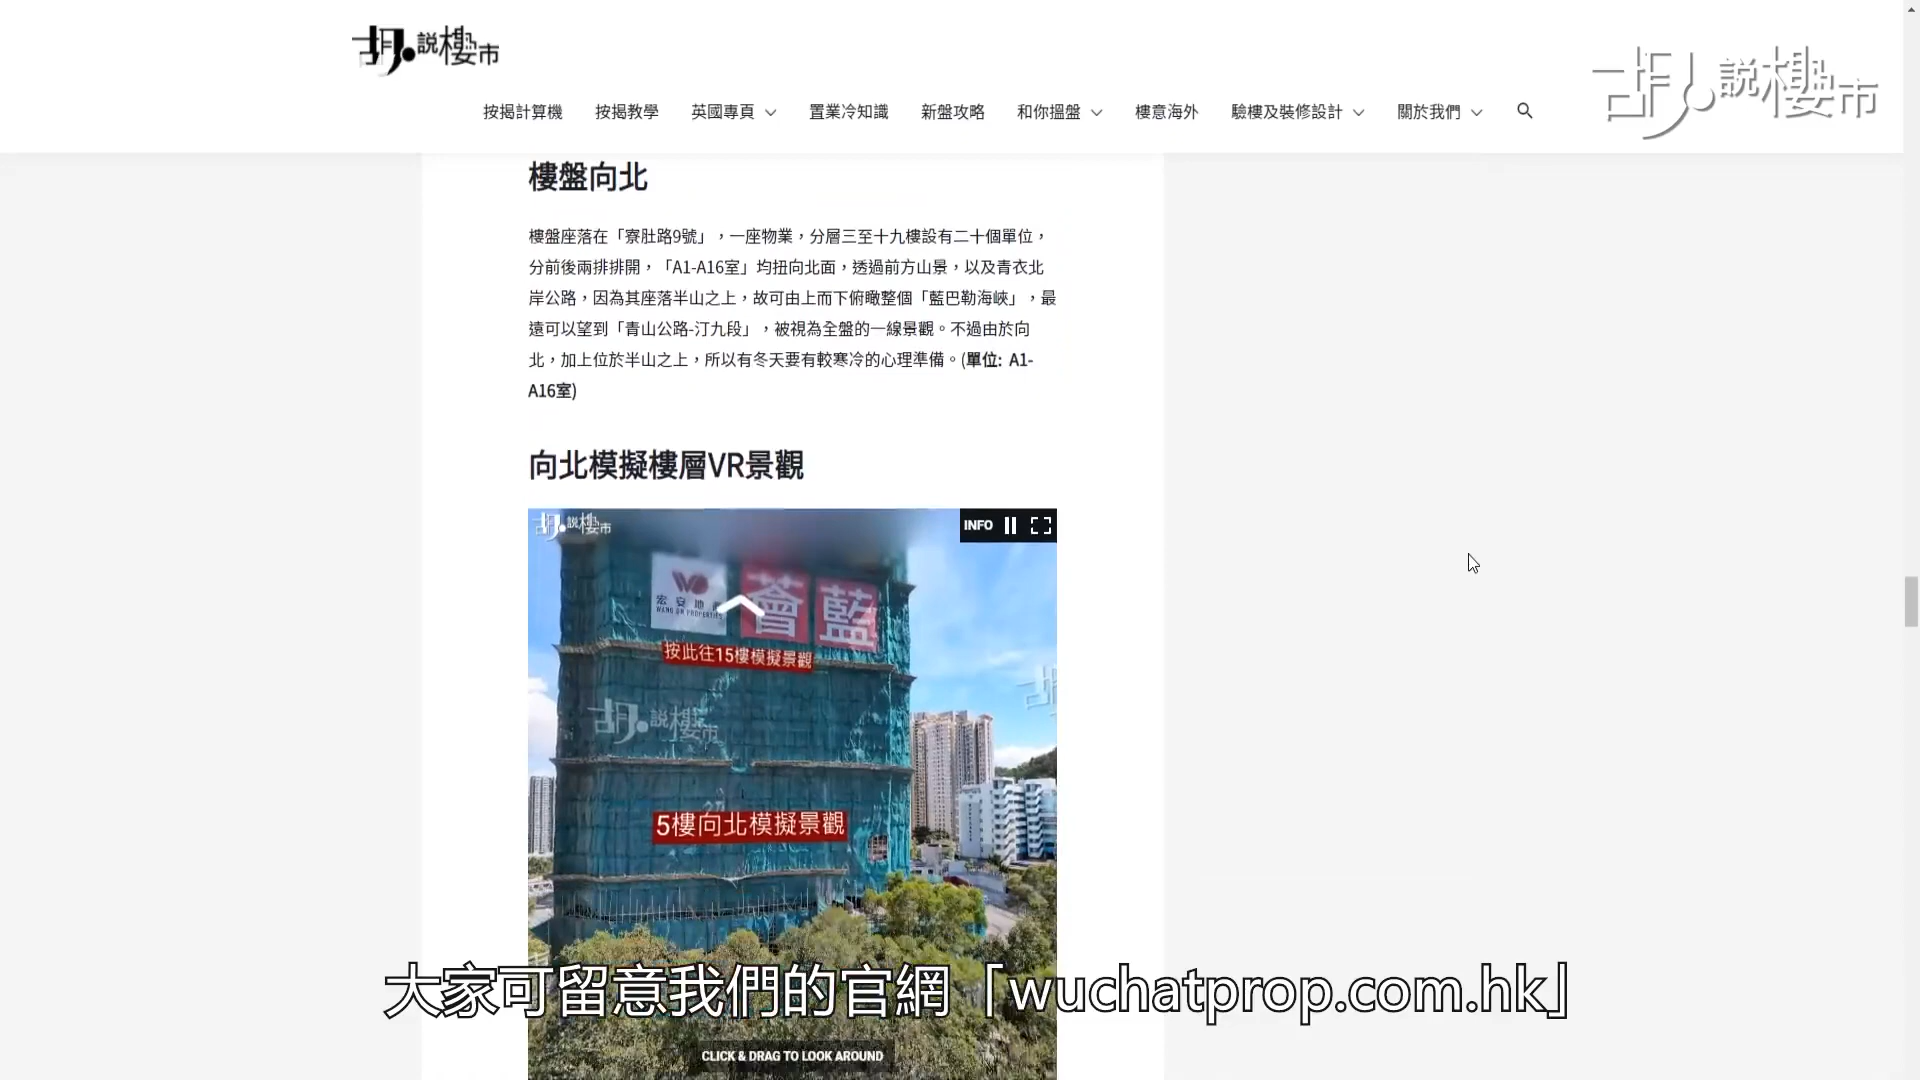 胡.說樓市
胡.說樓市
按揭計算機 按揭教學 英國專頁 置業冷知識 新盤攻略 和你搵盤 樓意海外 驗樓及裝修設計 關於我們
樓盤向北
樓盤座落在「寮肚路9號」，一座物業，分層三至十九樓設有二十個單位，
分前後兩排排開，「A1-A16室」均扭向北面，透過前方山景，以及青衣北
岸公路，因為其座落半山之上，故可由上而下俯瞰整個「藍巴勒海峽」，最
遠可以望到「青山公路-汀九段」，被視為全盤的一線景觀。不過由於向
北，加上位於半山之上，所以有冬天要有較寒冷的心理準備。(單位: A1-
A16室)
向北模擬樓層VR景觀
胡.說樓市
INFO
宏安地
WANG ON PROPERTIES
薈藍
按此往15樓模擬景觀
胡.說樓市
5樓向北模擬景觀
大家可留意我們的官網「wuchatprop.com.hk」
CLICK & DRAG TO LOOK AROUND